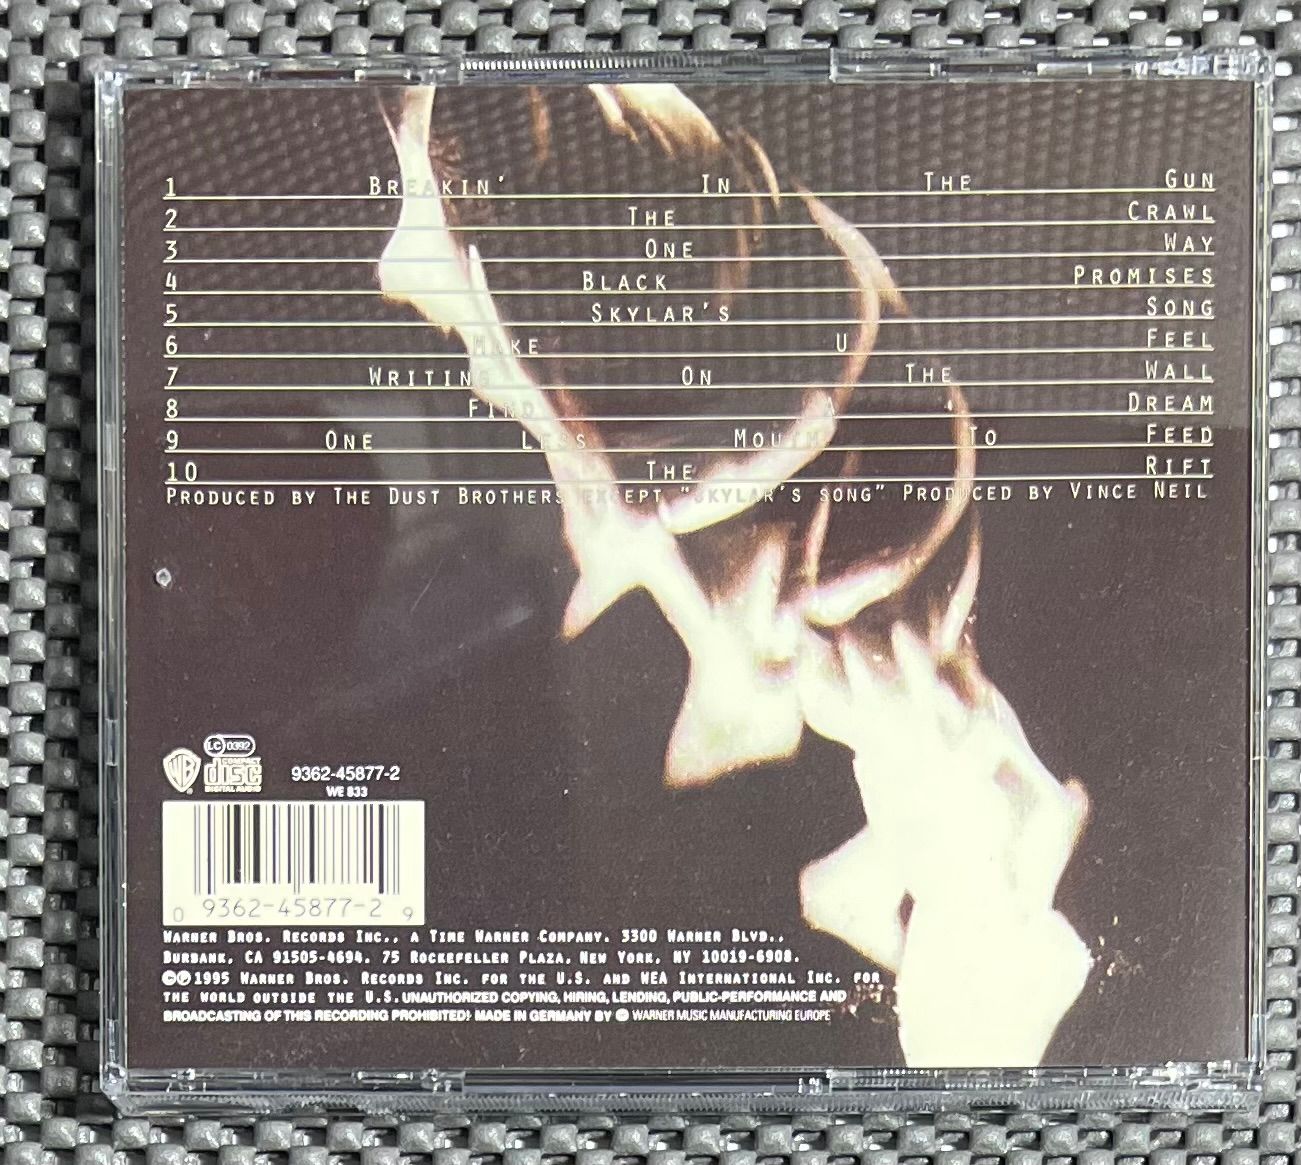 1 BREAKIN' IN THE GUN
2 THE CRAWL
3 ONE WAY
4 BLACK PROMISES
5 SKYLAR'S SONG
6 MAKE U FEEL
7 WRITING ON THE WALL
8 FIND A DREAM
9 ONE LESS MOUTH TO FEED
10 THE RIFT
PRODUCED BY THE DUST BROTHERS EXCEPT "SKYLAR'S SONG" PRODUCED BY VINCE NEIL
LC 0392
WB COMPACT disc DIGITAL AUDIO
9362-45877-2
WE 833
0 9362-45877-2 9
WARNER BROS. RECORDS INC., A TIME WARNER COMPANY. 3300 WARNER BLVD.,
BURBANK, CA 91505-4694. 75 ROCKEFELLER PLAZA, NEW YORK, NY 10019-6908.
©℗1995 WARNER BROS. RECORDS INC. FOR THE U.S. AND WEA INTERNATIONAL INC. FOR
THE WORLD OUTSIDE THE U.S. UNAUTHORIZED COPYING, HIRING, LENDING, PUBLIC-PERFORMANCE AND
BROADCASTING OF THIS RECORDING PROHIBITED! MADE IN GERMANY BY WARNER MUSIC MANUFACTURING EUROPE